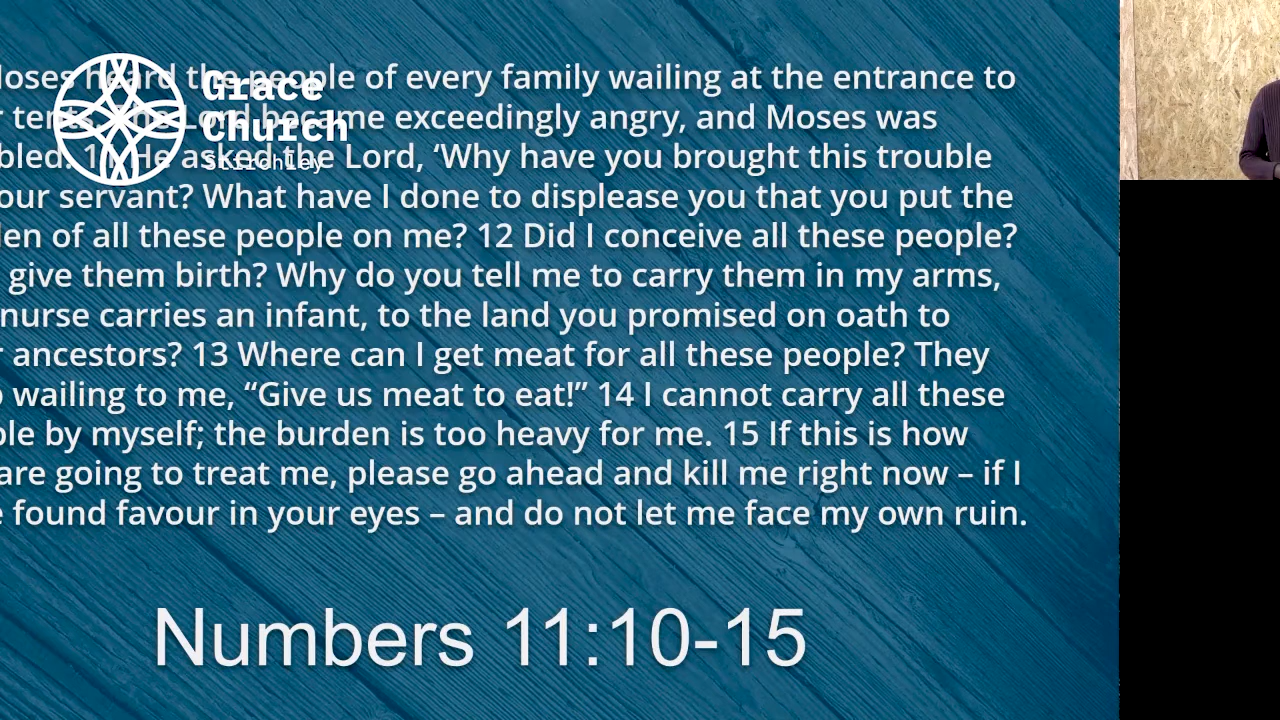 Moses heard the people of every family wailing at the entrance to
tents. The Lord became exceedingly angry, and Moses was
bled. 11 He asked the Lord, ‘Why have you brought this trouble
our servant? What have I done to displease you that you put the
en of all these people on me? 12 Did I conceive all these people?
give them birth? Why do you tell me to carry them in my arms,
nurse carries an infant, to the land you promised on oath to
ancestors? 13 Where can I get meat for all these people? They
wailing to me, “Give us meat to eat!” 14 I cannot carry all these
ple by myself; the burden is too heavy for me. 15 If this is how
are going to treat me, please go ahead and kill me right now – if I
found favour in your eyes – and do not let me face my own ruin.
Grace
Church
Stirchley
Numbers 11:10-15